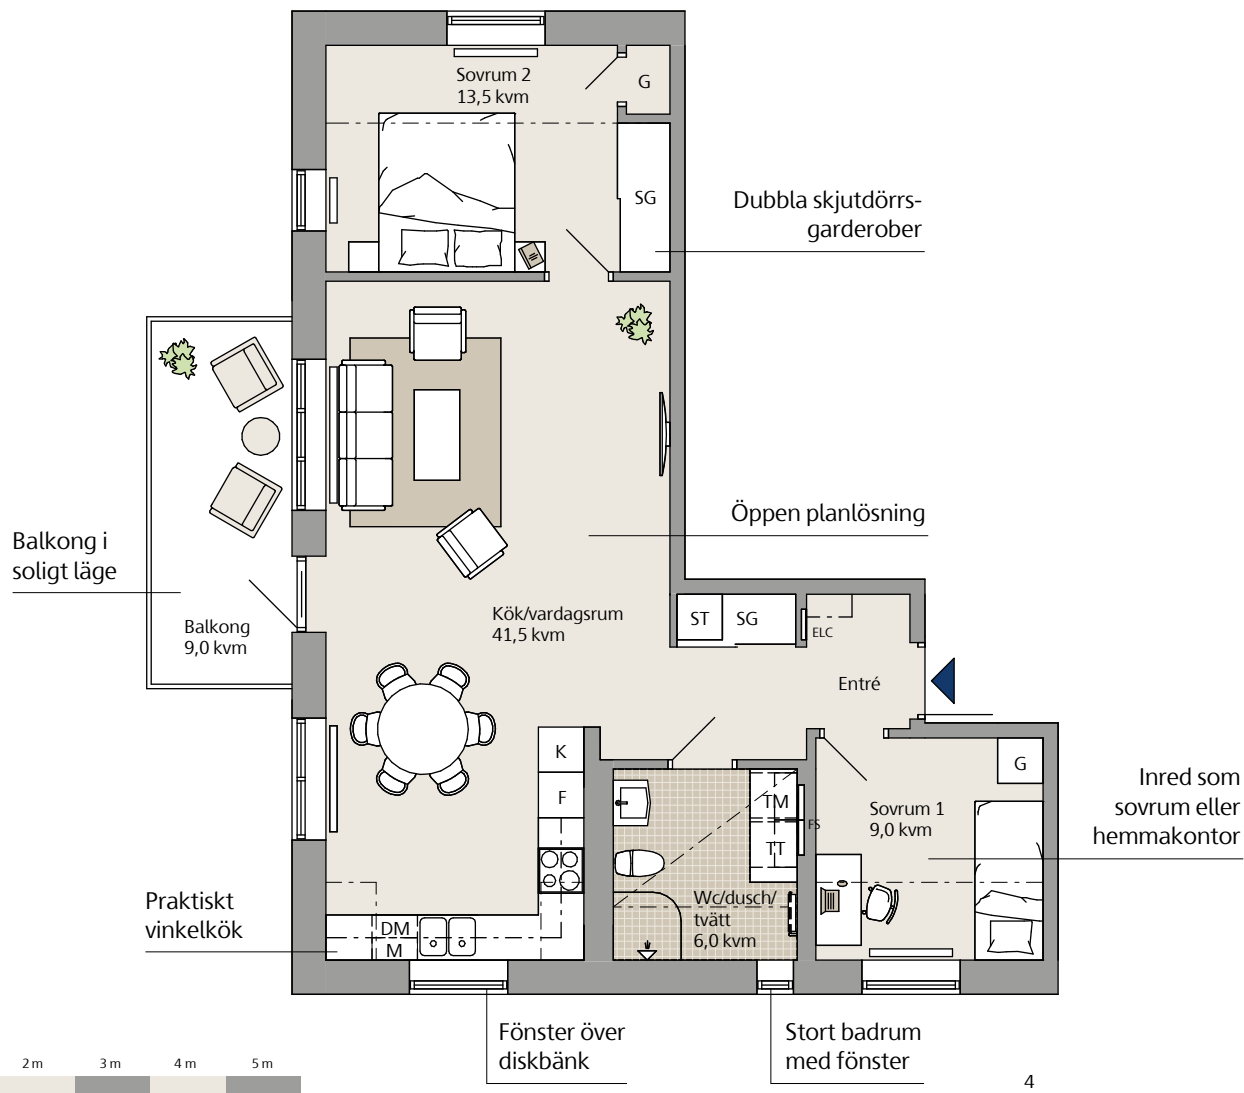 Sovrum 2
13,5 kvm
G
SG
Dubbla skjutdörrs-
garderober
Öppen planlösning
Balkong i
soligt läge
Balkong
9,0 kvm
Kök/vardagsrum
41,5 kvm
ST
SG
ELC
Entré
K
F
TM
TT
FS
G
Sovrum 1
9,0 kvm
Inred som
sovrum eller
hemmakontor
Praktiskt
vinkelkök
DM
M
Wc/dusch/
tvätt
6,0 kvm
Fönster över
diskbänk
Stort badrum
med fönster
2 m
3 m
4 m
5 m
4